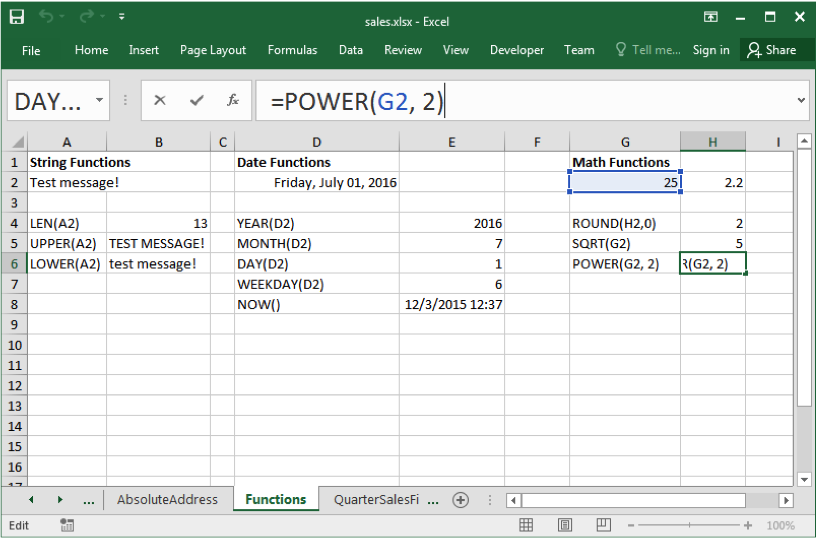 sales.xlsx - Excel
File Home Insert Page Layout Formulas Data Review View Developer Team Tell me... Sign in Share
DAY... fx =POWER(G2, 2)
A B C D E F G H I
1 String Functions Date Functions Math Functions
2 Test message! Friday, July 01, 2016 25 2.2
3
4 LEN(A2) 13 YEAR(D2) 2016 ROUND(H2,0) 2
5 UPPER(A2) TEST MESSAGE! MONTH(D2) 7 SQRT(G2) 5
6 LOWER(A2) test message! DAY(D2) 1 POWER(G2, 2) R(G2, 2)
7 WEEKDAY(D2) 6
8 NOW() 12/3/2015 12:37
9
10
11
12
13
14
15
16
17
... AbsoluteAddress Functions QuarterSalesFi ...
Edit 100%